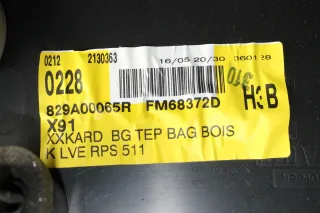 0212 2130363 16/05 20/30 360128
0228
310
829A00065R FM68372D H3B
X91
XXKARD BG TEP BAG BOIS
K LVE RPS 511